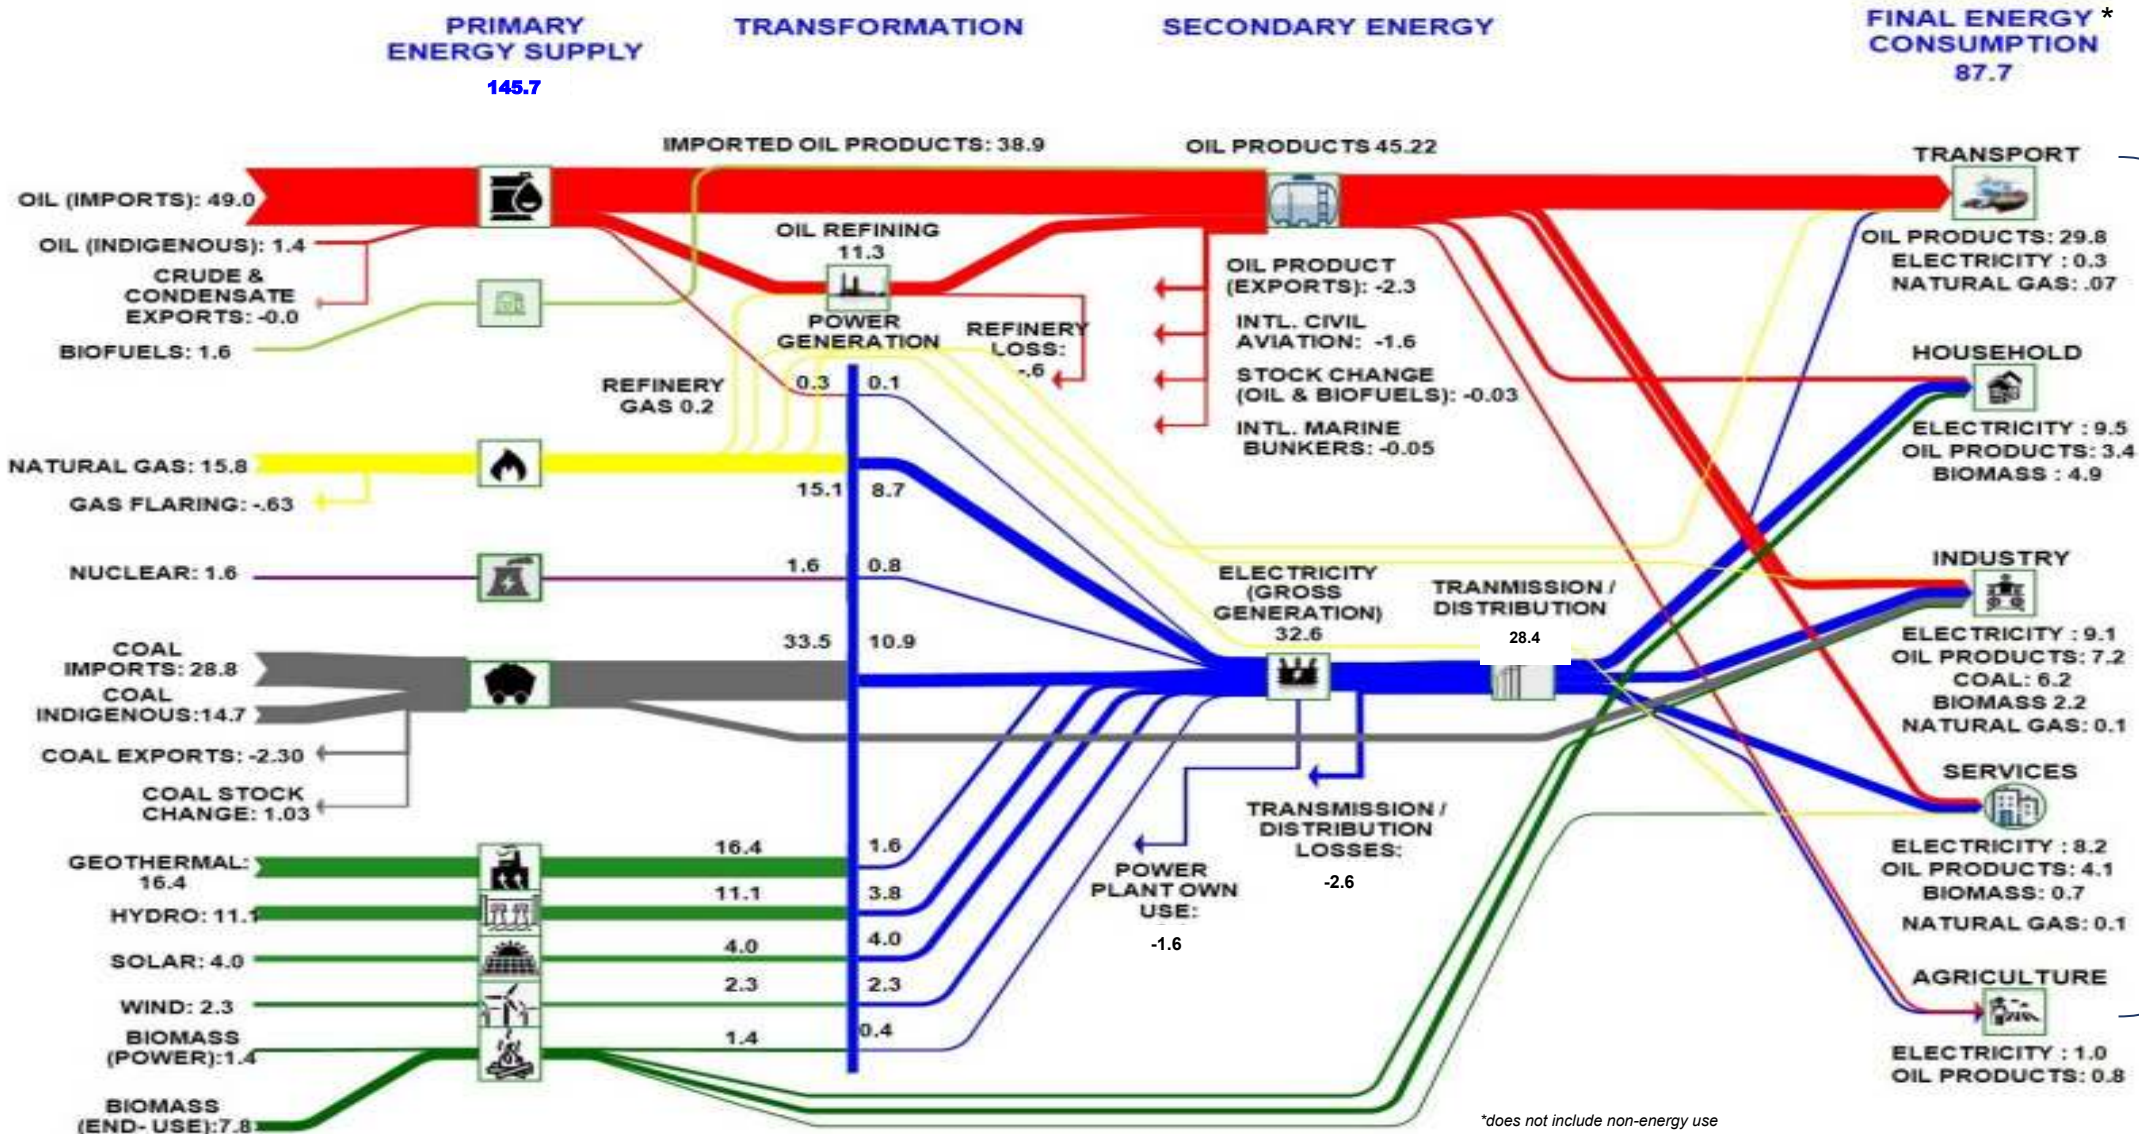 PRIMARY
ENERGY SUPPLY
145.7
TRANSFORMATION
SECONDARY ENERGY
FINAL ENERGY *
CONSUMPTION
87.7
IMPORTED OIL PRODUCTS: 38.9
OIL PRODUCTS 45.22
OIL (IMPORTS): 49.0
OIL (INDIGENOUS): 1.4
CRUDE &
CONDENSATE
EXPORTS: -0.0
BIOFUELS: 1.6
OIL REFINING
11.3
POWER
GENERATION
REFINERY
LOSS:
-.6
REFINERY
GAS 0.2
0.3
0.1
OIL PRODUCT
(EXPORTS): -2.3
INTL. CIVIL
AVIATION: -1.6
STOCK CHANGE
(OIL & BIOFUELS): -0.03
INTL. MARINE
BUNKERS: -0.05
TRANSPORT
OIL PRODUCTS: 29.8
ELECTRICITY : 0.3
NATURAL GAS: .07
HOUSEHOLD
ELECTRICITY : 9.5
OIL PRODUCTS: 3.4
BIOMASS : 4.9
NATURAL GAS: 15.8
GAS FLARING: -.63
15.1
8.7
NUCLEAR: 1.6
1.6
0.8
ELECTRICITY
(GROSS
GENERATION)
32.6
TRANMISSION /
DISTRIBUTION
28.4
INDUSTRY
ELECTRICITY : 9.1
OIL PRODUCTS: 7.2
COAL: 6.2
BIOMASS 2.2
NATURAL GAS: 0.1
COAL
IMPORTS: 28.8
COAL
INDIGENOUS:14.7
33.5
10.9
COAL EXPORTS: -2.30
COAL STOCK
CHANGE: 1.03
TRANSMISSION /
DISTRIBUTION
LOSSES:
-2.6
POWER
PLANT OWN
USE:
-1.6
SERVICES
ELECTRICITY : 8.2
OIL PRODUCTS: 4.1
BIOMASS: 0.7
NATURAL GAS: 0.1
GEOTHERMAL:
16.4
16.4
1.6
HYDRO: 11.1
11.1
3.8
SOLAR: 4.0
4.0
4.0
WIND: 2.3
2.3
2.3
BIOMASS
(POWER):1.4
1.4
0.4
BIOMASS
(END- USE):7.8
AGRICULTURE
ELECTRICITY : 1.0
OIL PRODUCTS: 0.8
*does not include non-energy use